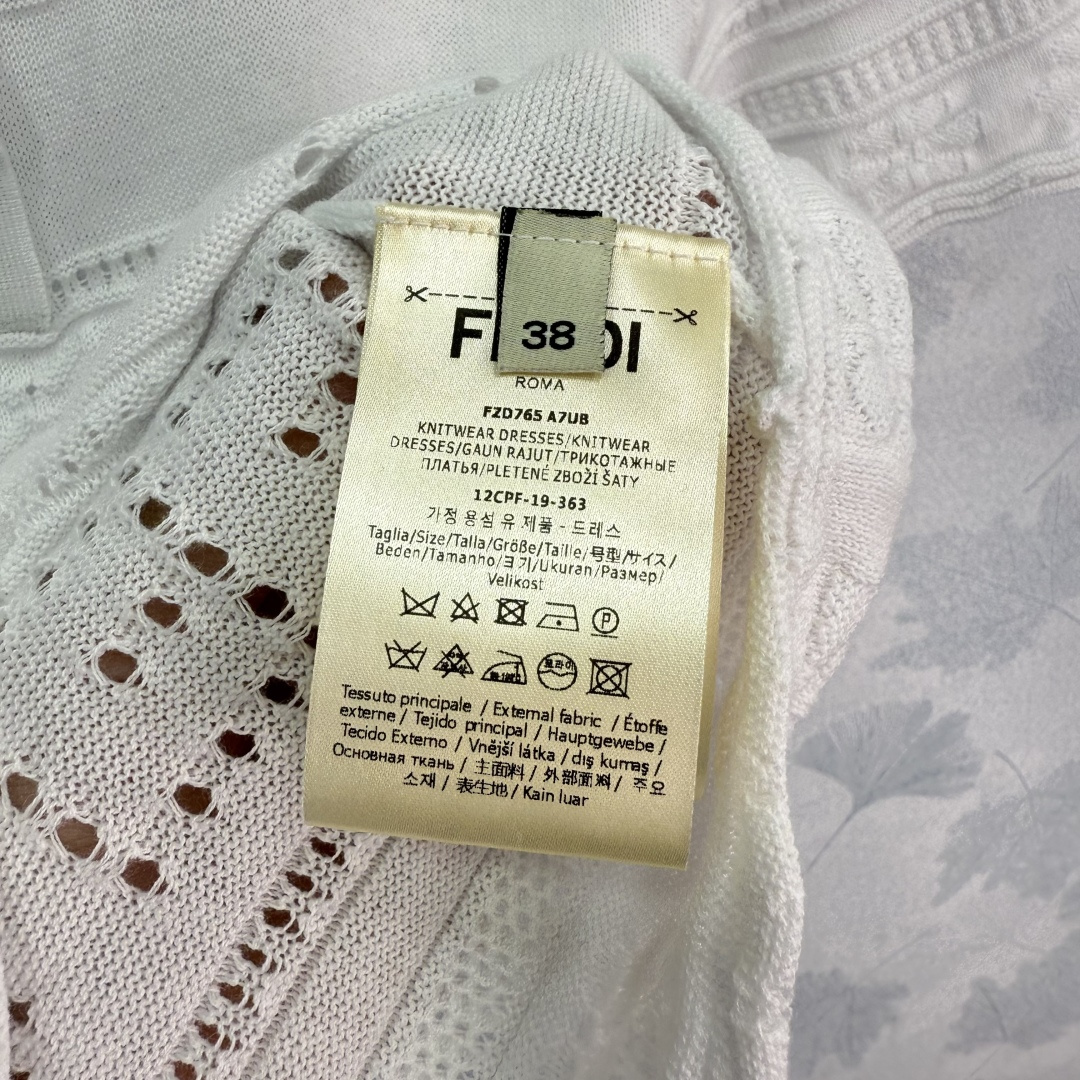 38
ROMA
FZD765 A7UB
KNITWEAR DRESSES/KNITWEAR
DRESSES/GAUN RAJUT/ТРИКОТАЖНЫЕ
ПЛАТЬЯ/PLETENÉ ZBOŽÍ ŠATY
12CPF-19-363
가정 용섬 유 제품 - 드레스
Taglia/Size/Talla/Größe/Taille/号型/サイズ/
Beden/Tamanho/크기/Ukuran/Размер/
Velikost
P
드라이
Tessuto principale / External fabric / Étoffe
externe / Tejido principal / Hauptgewebe /
Tecido Externo / Vnější látka / dış kumaş /
Основная ткань / 主面料 / 外部面料 / 주요
소재 / 表生地 / Kain luar